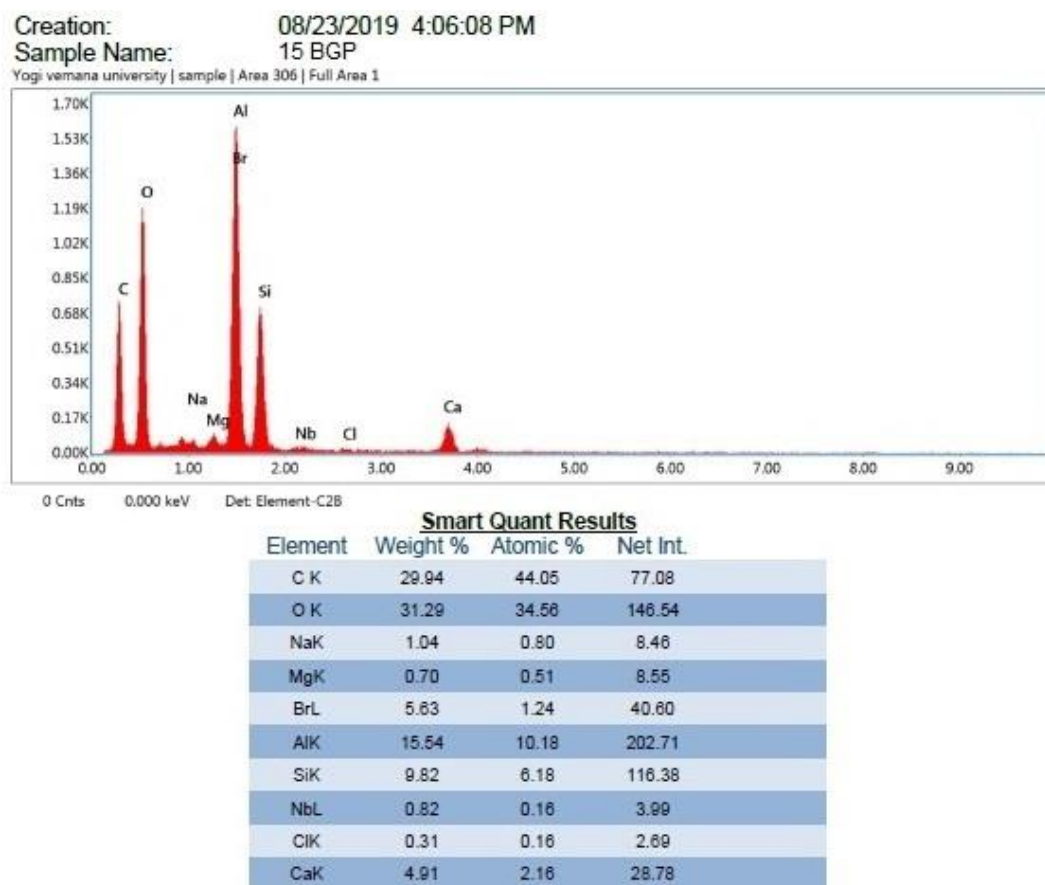 Creation: 08/23/2019 4:06:08 PM
Sample Name: 15 BGP
Yogi vemana university | sample | Area 306 | Full Area 1
1.70K
Al
1.53K
Br
1.36K
O
1.19K
1.02K
0.85K
C
Si
0.68K
0.51K
0.34K
Na
Ca
0.17K
Mg
Nb
Cl
0.00K
0.00 1.00 2.00 3.00 4.00 5.00 6.00 7.00 8.00 9.00
0 Cnts 0.000 keV Det: Element-C2B
Smart Quant Results
Element Weight % Atomic % Net Int.
C K 29.94 44.05 77.08
O K 31.29 34.56 146.54
NaK 1.04 0.80 8.46
MgK 0.70 0.51 8.55
BrL 5.63 1.24 40.60
AlK 15.54 10.18 202.71
SiK 9.82 6.18 116.38
NbL 0.82 0.16 3.99
ClK 0.31 0.16 2.69
CaK 4.91 2.16 28.78